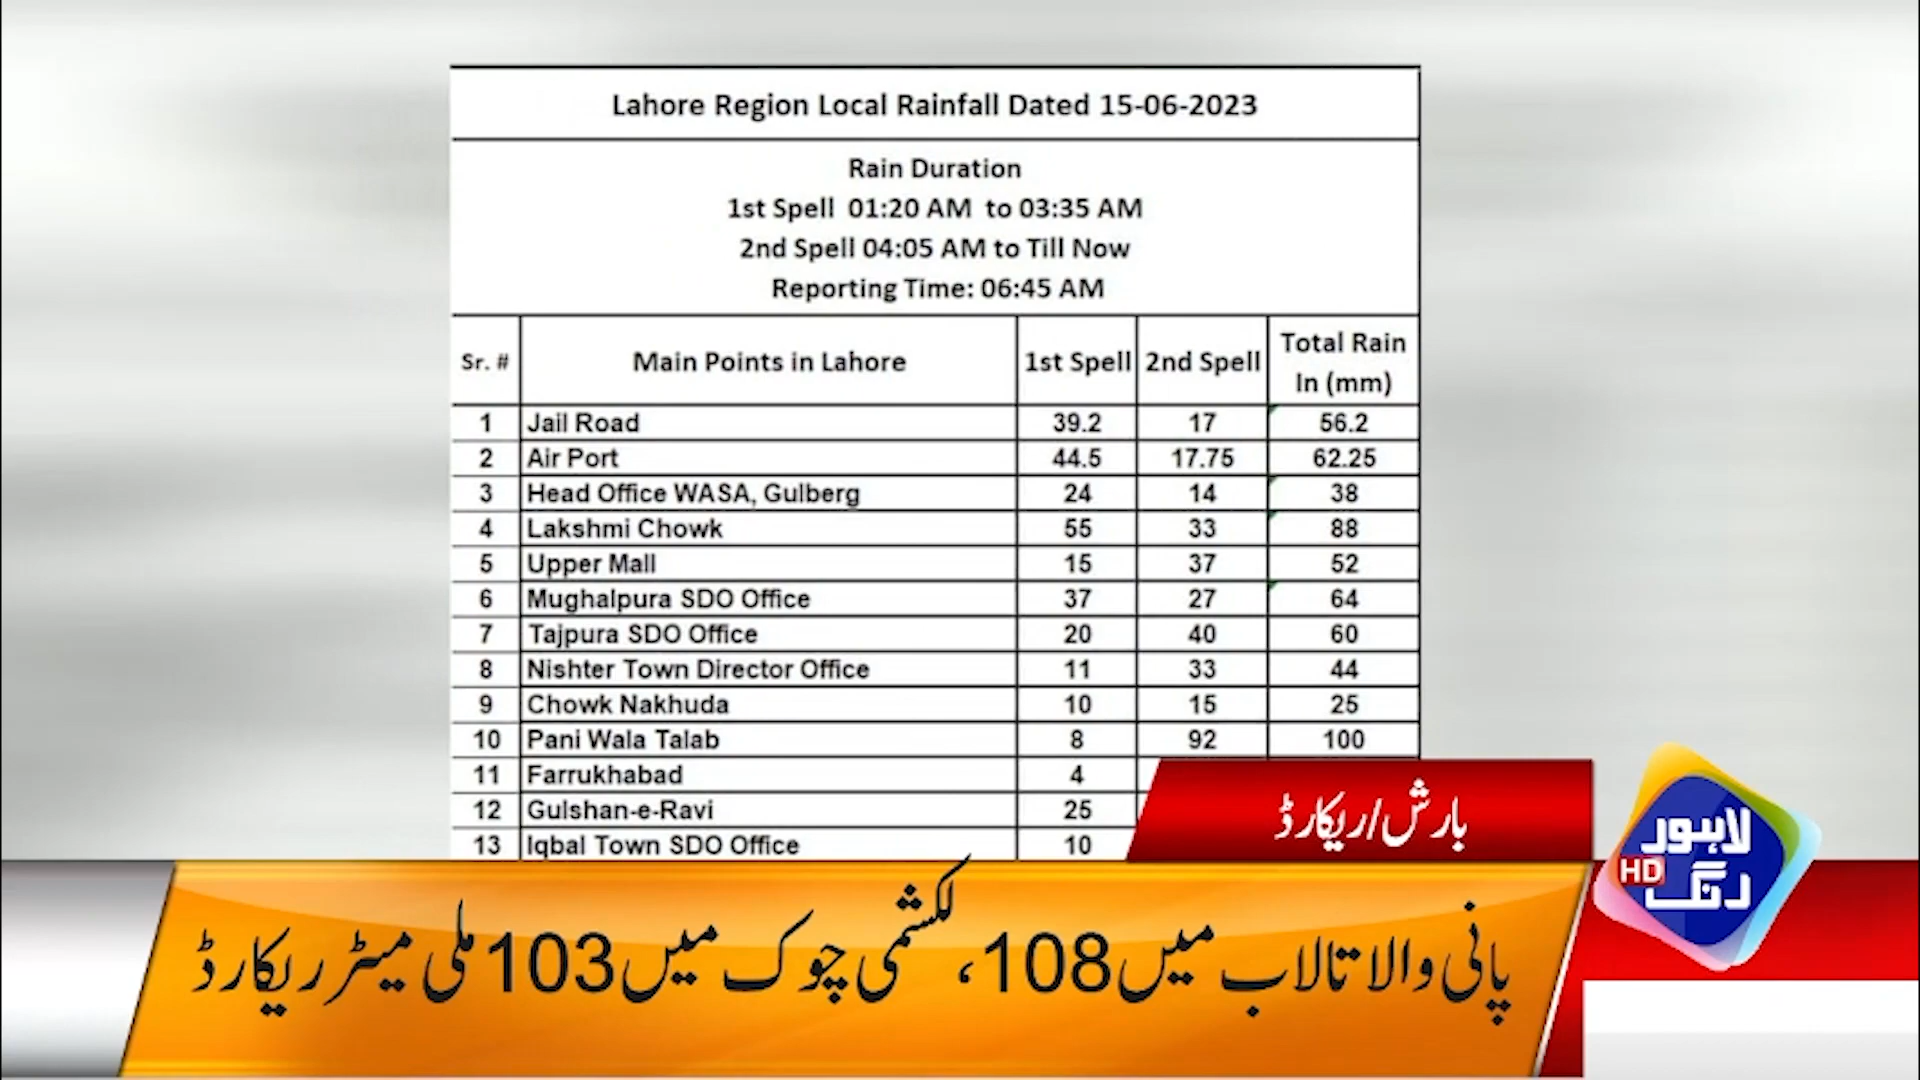 Lahore Region Local Rainfall Dated 15-06-2023
Rain Duration
1st Spell 01:20 AM to 03:35 AM
2nd Spell 04:05 AM to Till Now
Reporting Time: 06:45 AM
Sr. # Main Points in Lahore 1st Spell 2nd Spell Total Rain In (mm)
1 Jail Road 39.2 17 56.2
2 Air Port 44.5 17.75 62.25
3 Head Office WASA, Gulberg 24 14 38
4 Lakshmi Chowk 55 33 88
5 Upper Mall 15 37 52
6 Mughalpura SDO Office 37 27 64
7 Tajpura SDO Office 20 40 60
8 Nishter Town Director Office 11 33 44
9 Chowk Nakhuda 10 15 25
10 Pani Wala Talab 8 92 100
11 Farrukhabad 4
12 Gulshan-e-Ravi 25
13 Iqbal Town SDO Office 10
بارش/ریکارڈ
لاہور
رنگ HD
پانی والا تالاب میں 108، لکشمی چوک میں 103 ملی میٹر ریکارڈ